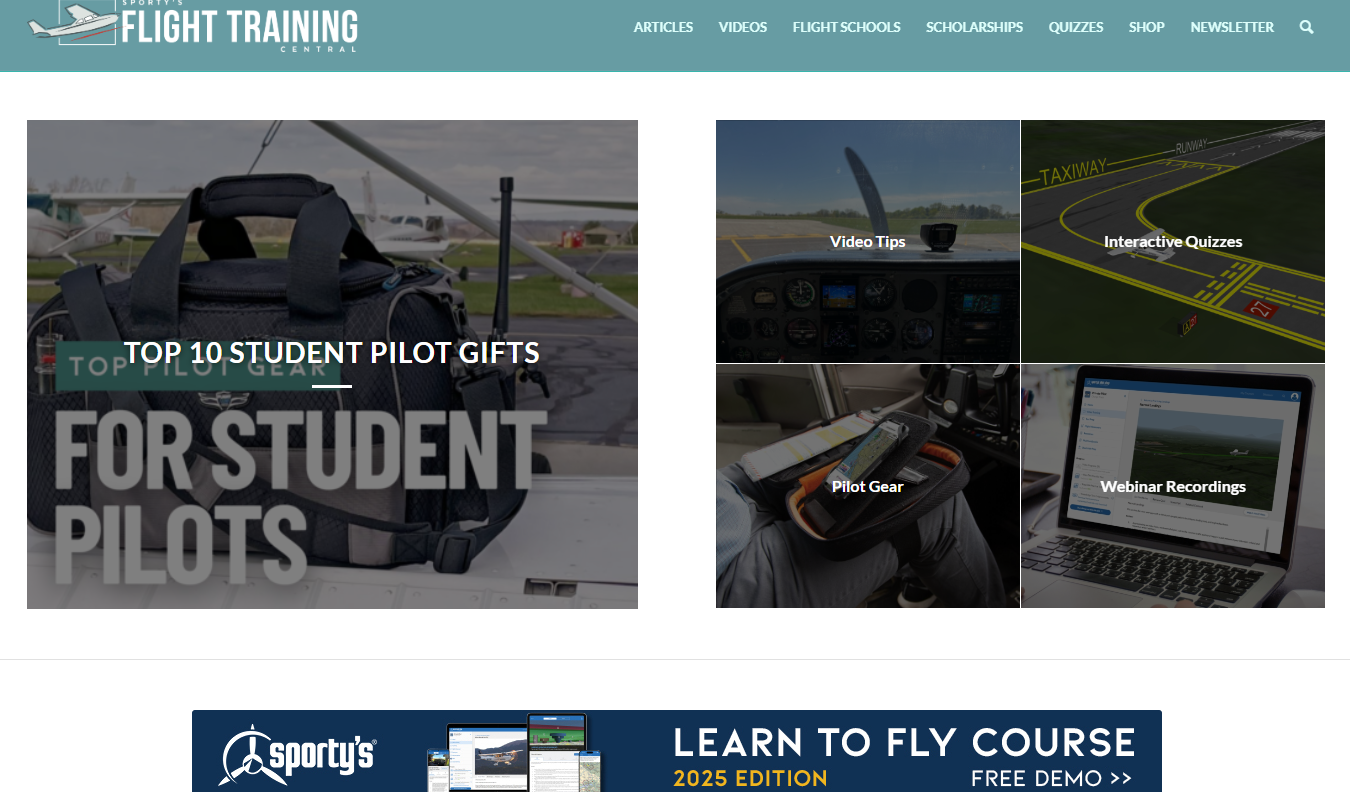 SPORTY'S
FLIGHT TRAINING
CENTRAL
ARTICLES VIDEOS FLIGHT SCHOOLS SCHOLARSHIPS QUIZZES SHOP NEWSLETTER
TOP PILOT GEAR
TOP 10 STUDENT PILOT GIFTS
FOR STUDENT
PILOTS
Video Tips
TAXIWAY
RUNWAY
Interactive Quizzes
27
Pilot Gear
Webinar Recordings
sporty's®
LEARN TO FLY COURSE
2025 EDITION
FREE DEMO >>